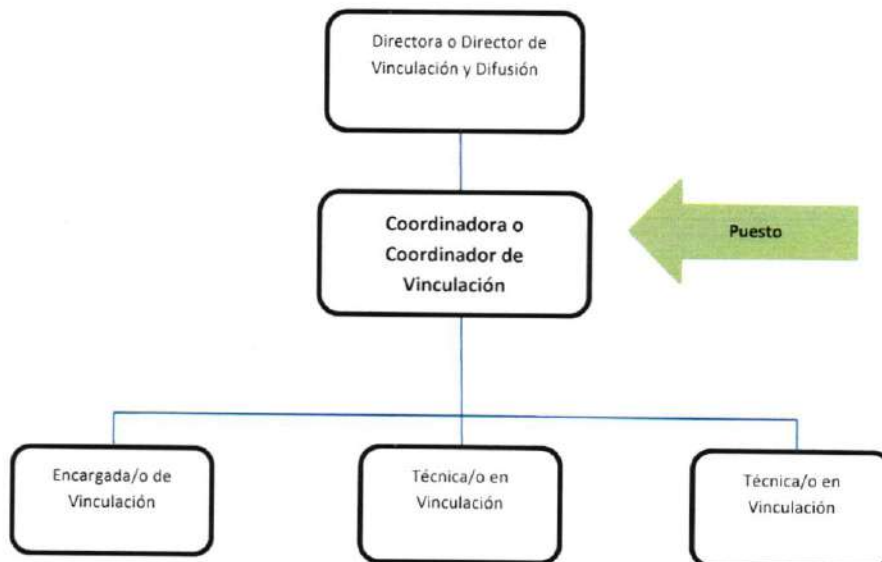 Directora o Director de
Vinculación y Difusión
Coordinadora o
Coordinador de
Vinculación
Puesto
Encargada/o de
Vinculación
Técnica/o en
Vinculación
Técnica/o en
Vinculación